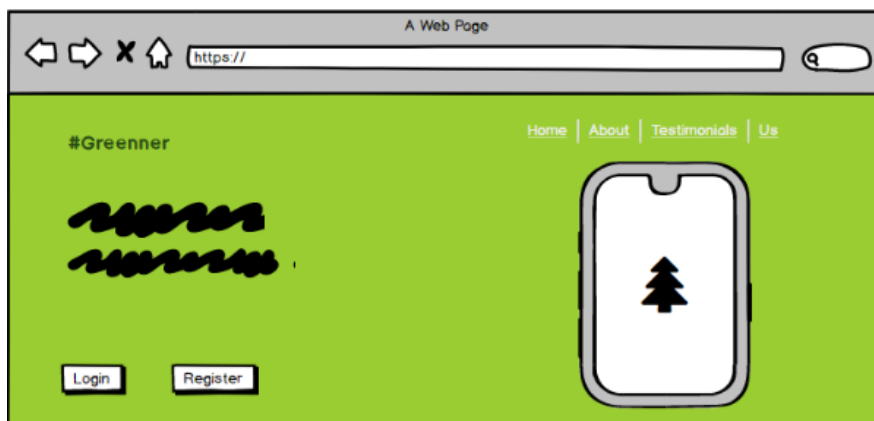 A Web Page
https://
#Greenner
Home | About | Testimonials | Us
Login
Register